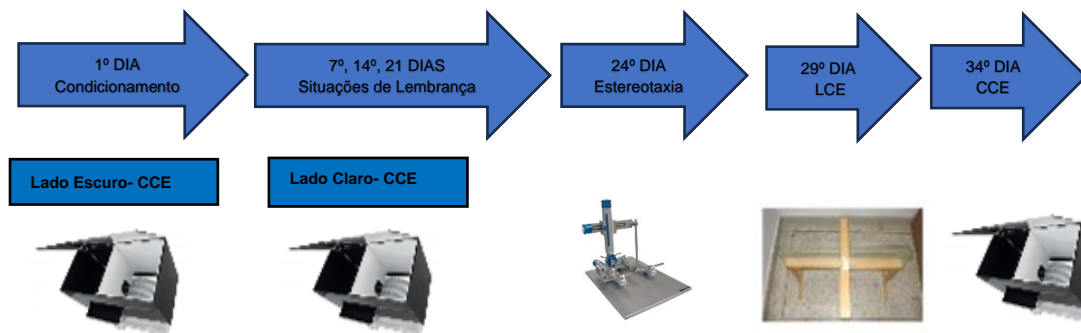 1º DIA
Condicionamento
7º, 14º, 21 DIAS
Situações de Lembrança
24º DIA
Estereotaxia
29º DIA
LCE
34º DIA
CCE
Lado Escuro- CCE
Lado Claro- CCE